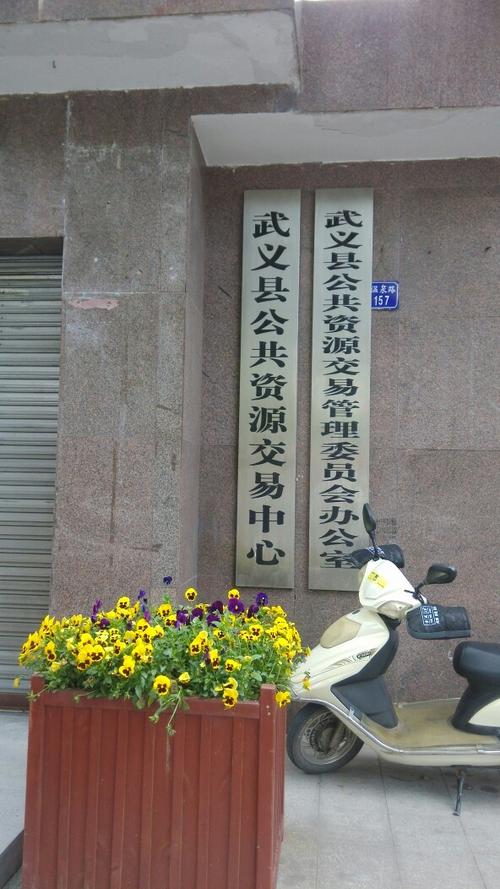 武义县公共资源交易中心
武义县公共资源交易管理委员会办公室
温泉路
157